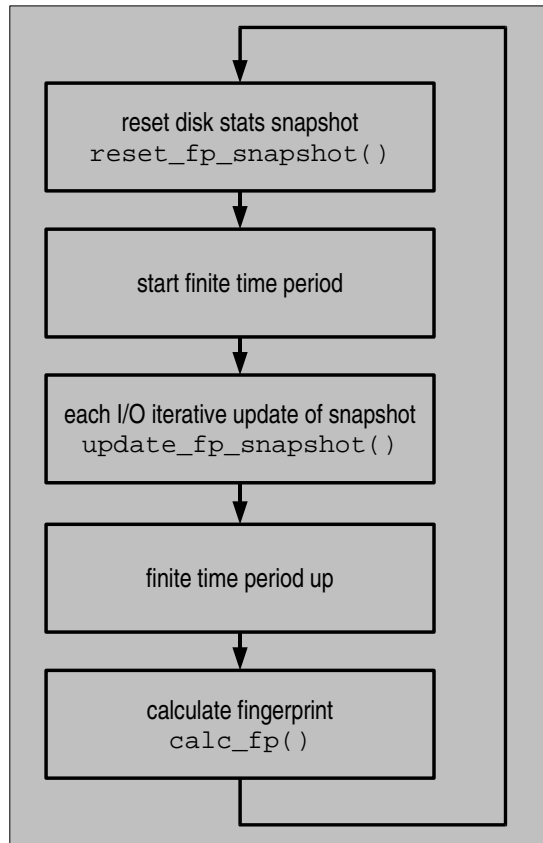 reset disk stats snapshot
reset_fp_snapshot()
start finite time period
each I/O iterative update of snapshot
update_fp_snapshot()
finite time period up
calculate fingerprint
calc_fp()